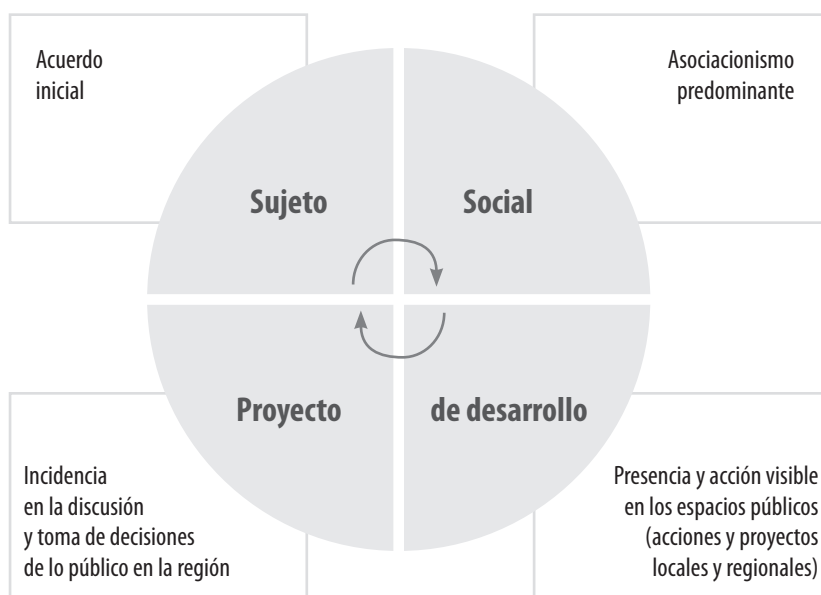 Acuerdo
inicial
Asociacionismo
predominante
Sujeto
Social
Proyecto
de desarrollo
Incidencia
en la discusión
y toma de decisiones
de lo público en la región
Presencia y acción visible
en los espacios públicos
(acciones y proyectos
locales y regionales)